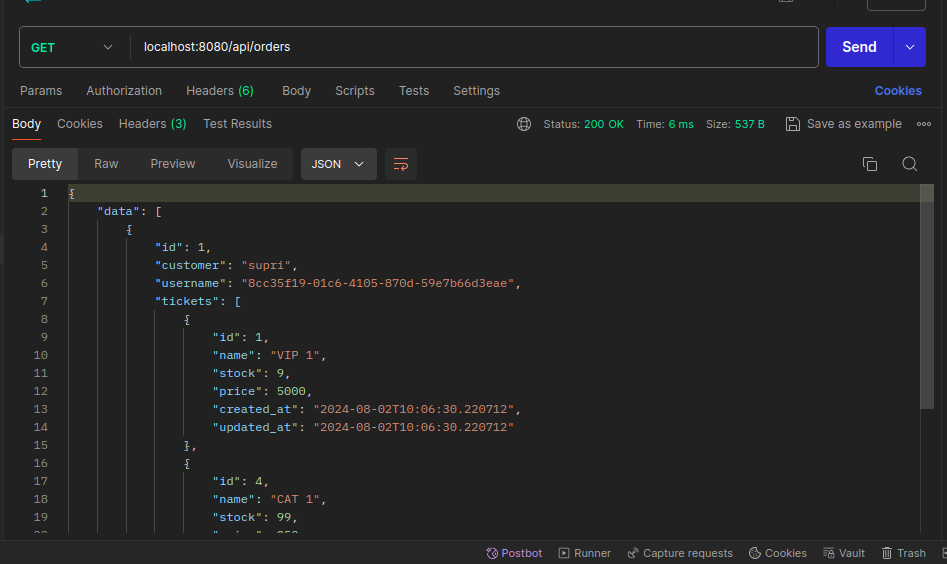 GET localhost:8080/api/orders Send
Params Authorization Headers (6) Body Scripts Tests Settings Cookies
Body Cookies Headers (3) Test Results Status: 200 OK Time: 6 ms Size: 537 B Save as example
Pretty Raw Preview Visualize JSON
1 {
2 "data": [
3 {
4 "id": 1,
5 "customer": "supri",
6 "username": "8cc35f19-01c6-4105-870d-59e7b66d3eae",
7 "tickets": [
8 {
9 "id": 1,
10 "name": "VIP 1",
11 "stock": 9,
12 "price": 5000,
13 "created_at": "2024-08-02T10:06:30.220712",
14 "updated_at": "2024-08-02T10:06:30.220712"
15 },
16 {
17 "id": 4,
18 "name": "CAT 1",
19 "stock": 99,
Postbot Runner Capture requests Cookies Vault Trash